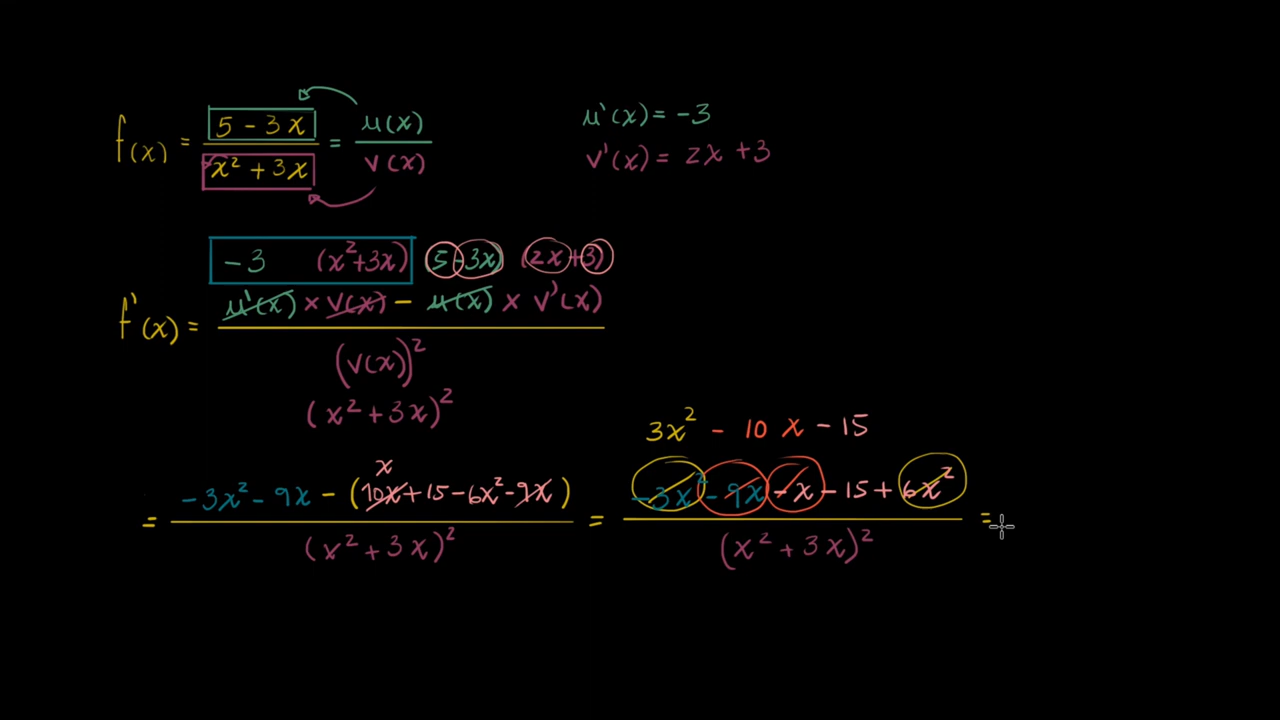 f(x) = 5 - 3x / x² + 3x = u(x) / v(x)
u'(x) = -3
v'(x) = 2x + 3
-3 (x² + 3x) (5 - 3x) (2x + 3)
f'(x) = u'(x) × v(x) - u(x) × v'(x) / (v(x))²
(x² + 3x)²
3x² - 10x - 15
x
= -3x² - 9x - (10x + 15 - 6x² - 9x) / (x² + 3x)² = -3x² - 9x - x - 15 + 6x² / (x² + 3x)² =